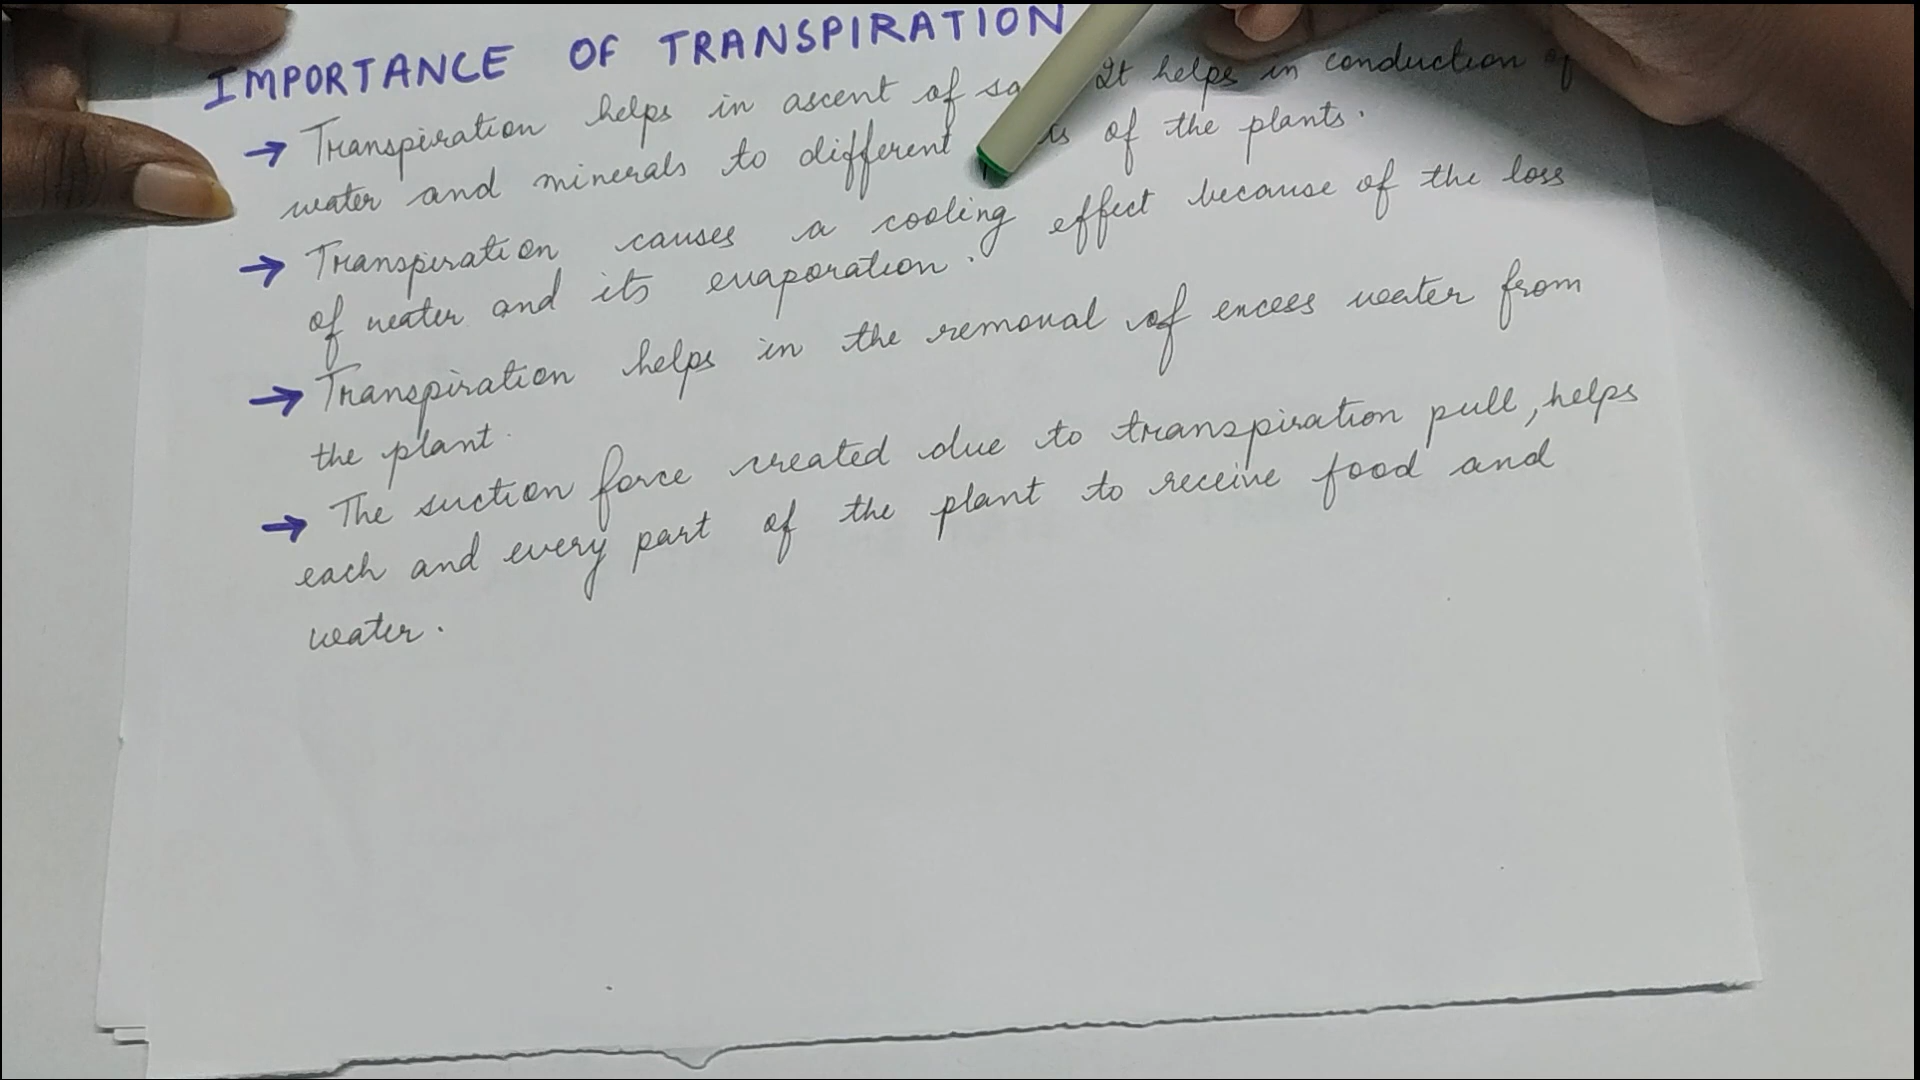 IMPORTANCE OF TRANSPIRATION
→ Transpiration helps in ascent of It helps in conduction of
water and minerals to different of the plants.
→ Transpiration causes a cooling effect because of the loss
of water and its evaporation.
→ Transpiration helps in the removal of excess water from
the plant.
→ The suction force created due to transpiration pull, helps
each and every part of the plant to receive food and
water.